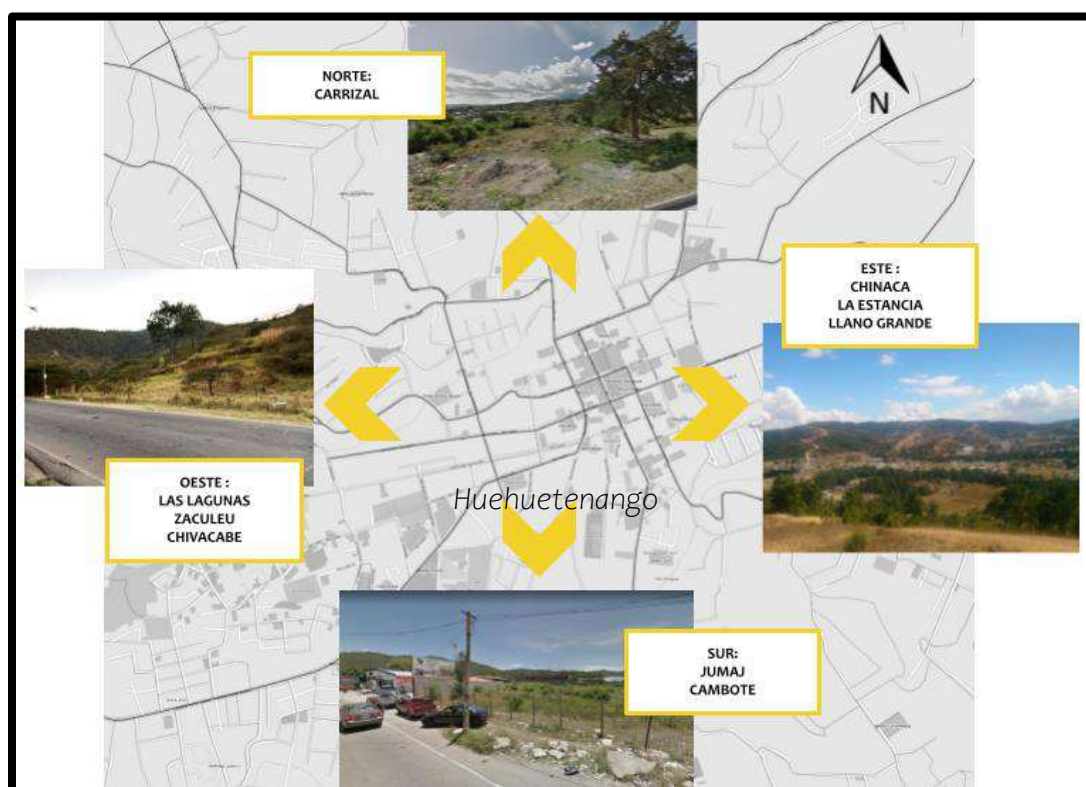 NORTE:
CARRIZAL
N
ESTE :
CHINACA
LA ESTANCIA
LLANO GRANDE
OESTE :
LAS LAGUNAS
ZACULEU
CHIVACABE
Huehuetenango
SUR:
JUMAJ
CAMBOTE